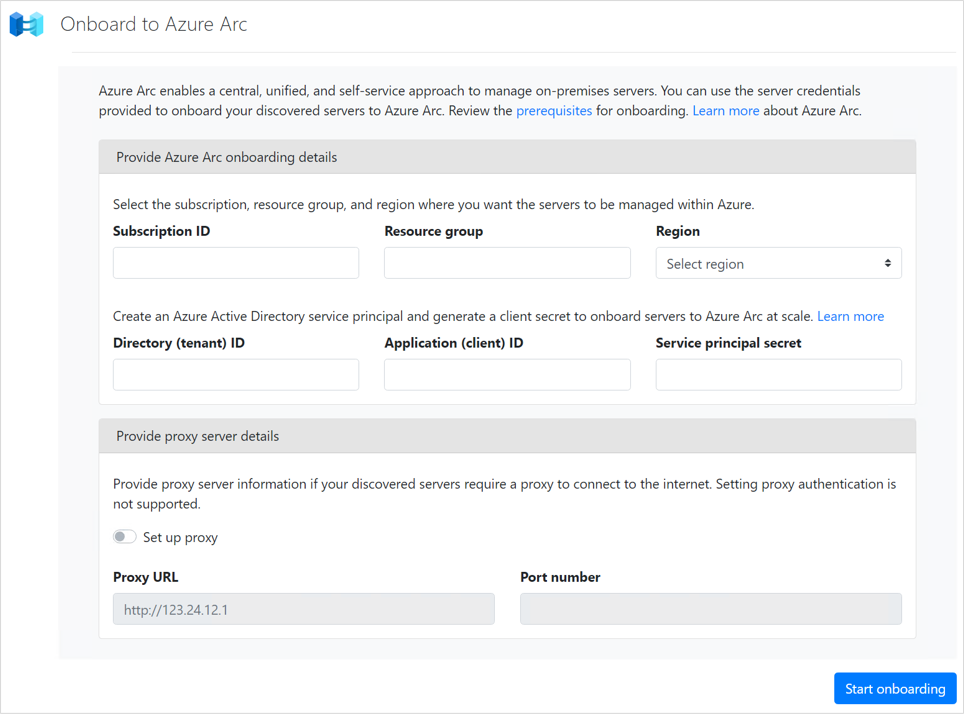 Onboard to Azure Arc
Azure Arc enables a central, unified, and self-service approach to manage on-premises servers. You can use the server credentials
provided to onboard your discovered servers to Azure Arc. Review the prerequisites for onboarding. Learn more about Azure Arc.
Provide Azure Arc onboarding details
Select the subscription, resource group, and region where you want the servers to be managed within Azure.
Subscription ID Resource group Region
Select region
Create an Azure Active Directory service principal and generate a client secret to onboard servers to Azure Arc at scale. Learn more
Directory (tenant) ID Application (client) ID Service principal secret
Provide proxy server details
Provide proxy server information if your discovered servers require a proxy to connect to the internet. Setting proxy authentication is
not supported.
Set up proxy
Proxy URL Port number
http://123.24.12.1
Start onboarding